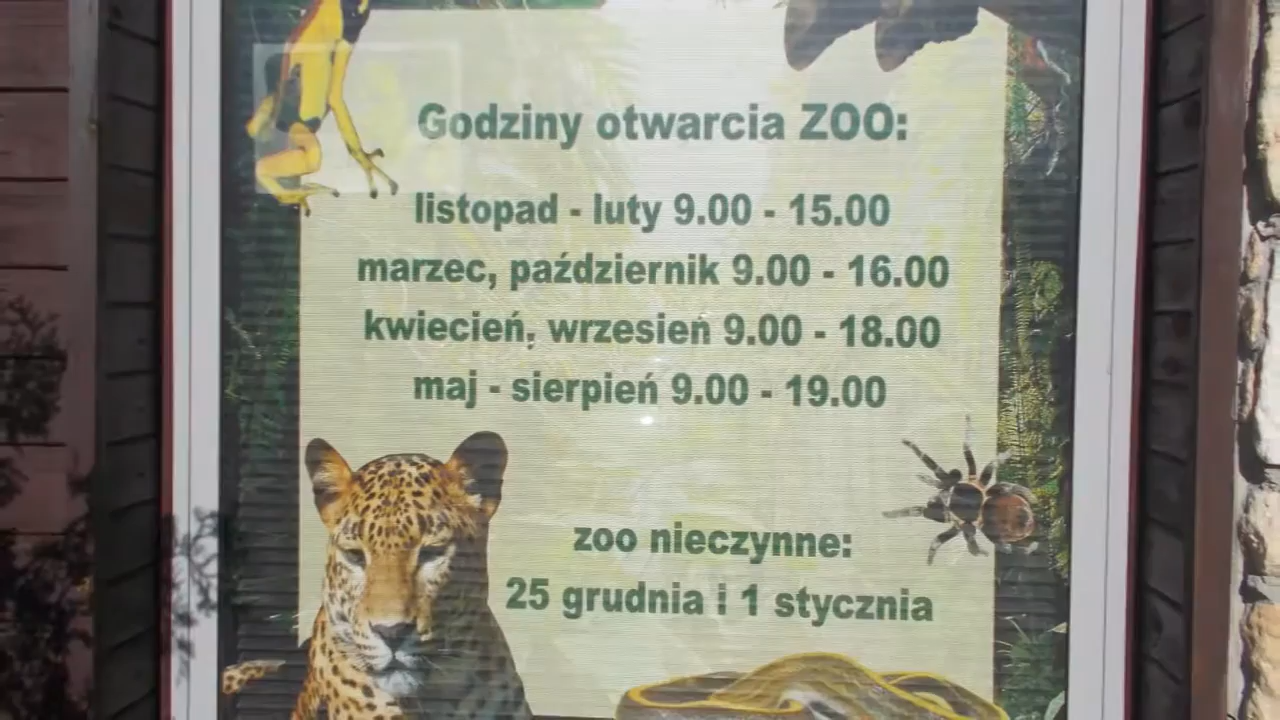 Godziny otwarcia ZOO:
listopad - luty 9.00 - 15.00
marzec, październik 9.00 - 16.00
kwiecień, wrzesień 9.00 - 18.00
maj - sierpień 9.00 - 19.00
zoo nieczynne:
25 grudnia i 1 stycznia